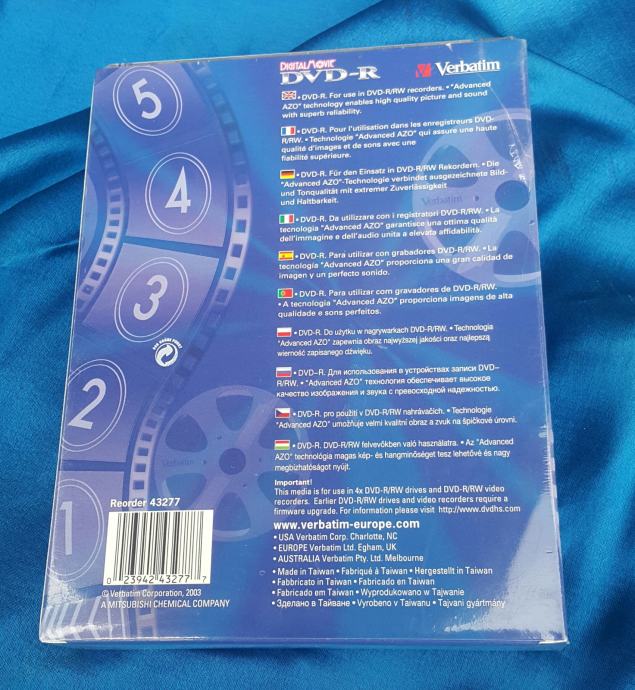 DIGITALMOVIE
DVD-R
Verbatim
• DVD-R. For use in DVD-R/RW recorders. • "Advanced
AZO" technology enables high quality picture and sound
with superb reliability.
• DVD-R. Pour l'utilisation dans les enregistreurs DVD-
R/RW. • Technologie "Advanced AZO" qui assure une haute
qualité d'images et de sons avec une
fiabilité supérieure.
• DVD-R. Für den Einsatz in DVD-R/RW Rekordern. • Die
"Advanced AZO"-Technologie verbindet ausgezeichnete Bild-
und Tonqualität mit extremer Zuverlässigkeit
und Haltbarkeit.
• DVD-R. Da utilizzare con i registratori DVD-R/RW. • La
tecnologia "Advanced AZO" garantisce una ottima qualità
dell'immagine e dell'audio unita a elevata affidabilità.
• DVD-R. Para utilizar con grabadores DVD-R/RW. • La
tecnología "Advanced AZO" proporciona una gran calidad de
imagen y un perfecto sonido.
• DVD-R. Para utilizar com gravadores de DVD-R/RW.
• A tecnologia "Advanced AZO" proporciona imagens de alta
qualidade e sons perfeitos.
• DVD-R. Do użytku w nagrywarkach DVD-R/RW. • Technologia
"Advanced AZO" zapewnia obraz najwyższej jakości oraz najlepszą
wierność zapisanego dźwięku.
• DVD–R. Для использования в устройствах записи DVD–
R/RW. • "Advanced AZO" технология обеспечивает высокое
качество изображения и звука с превосходной надежностью.
• DVD-R. pro použití v DVD-R/RW nahrávačích. • Technologie
"Advanced AZO" umožňuje velmi kvalitní obraz a zvuk na špičkové úrovni.
• DVD-R. DVD-R/RW felvevőkben való használatra. • Az "Advanced
AZO" technológia magas kép- és hangminőséget tesz lehetővé és nagy
megbízhatóságot nyújt.
Important!
This media is for use in 4x DVD-R/RW drives and DVD-R/RW video
recorders. Earlier DVD-R/RW drives and video recorders require a
firmware upgrade. For information please visit http://www.dvdhs.com
www.verbatim-europe.com
• USA Verbatim Corp. Charlotte, NC
• EUROPE Verbatim Ltd. Egham, UK
• AUSTRALIA Verbatim Pty. Ltd. Melbourne
• Made in Taiwan • Fabriqué à Taiwan • Hergestellt in Taiwan
• Fabbricato in Taiwan • Fabricado en Taiwan
• Fabricado em Taiwan • Wyprodukowano w Tajwanie
• Сделано в Тайване • Vyrobeno v Taiwanu • Tajvani gyártmány
5
4
3
2
1
Verbatim
Verbatim
Reorder 43277
0 23942 43277 7
© Verbatim Corporation, 2003
A MITSUBISHI CHEMICAL COMPANY